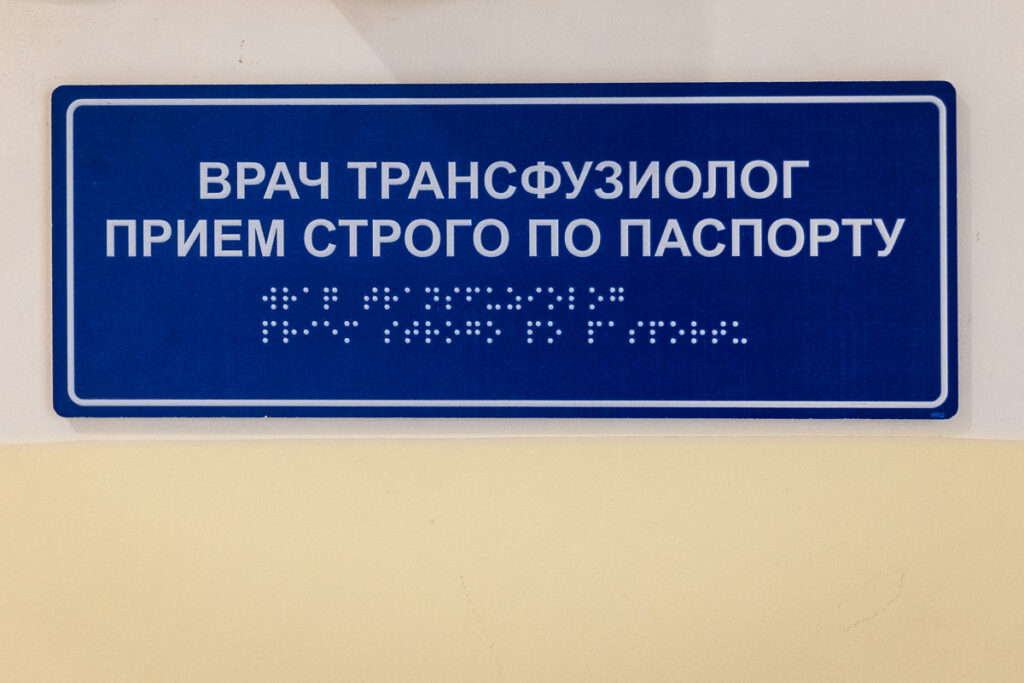 ВРАЧ ТРАНСФУЗИОЛОГ
ПРИЕМ СТРОГО ПО ПАСПОРТУ
⠺⠗⠁⠟ ⠞⠗⠁⠝⠎⠋⠥⠵⠊⠕⠇⠕⠛
⠏⠗⠊⠑⠍ ⠎⠞⠗⠕⠛⠕ ⠏⠕ ⠏⠁⠎⠏⠕⠗⠞⠥